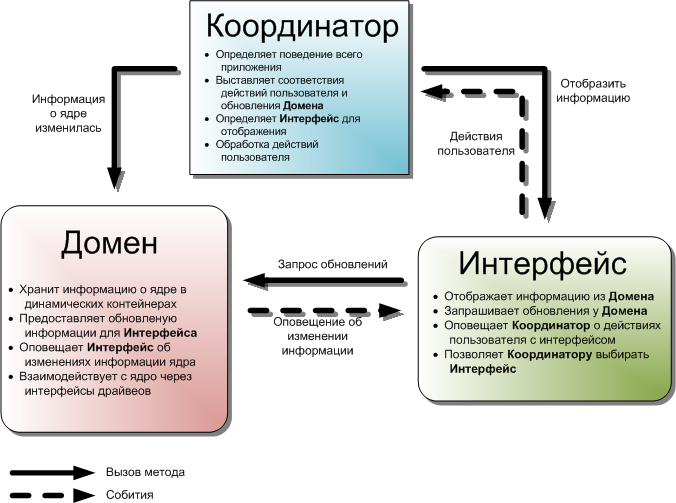 Координатор
• Определяет поведение всего
приложения
• Выставляет соответствия
действий пользователя и
обновления Домена
• Определяет Интерфейс для
отображения
• Обработка действий
пользователя
Информация
о ядре
изменилась
Отобразить
информацию
Действия
пользователя
Домен
• Хранит информацию о ядре в
динамических контейнерах
• Предоставляет обновленую
информации для Интерфейса
• Оповещает Интерфейс об
изменениях информации ядра
• Взаимодействует с ядро через
интерфейсы драйвеов
Запрос обновлений
Оповещение об
изменении
информации
Интерфейс
• Отображает информацию из Домена
• Запрашивает обновления у Домена
• Оповещает Координатор о действиях
пользователя с интерфейсом
• Позволяет Координатору выбирать
Интерфейс
Вызов метода
Собития